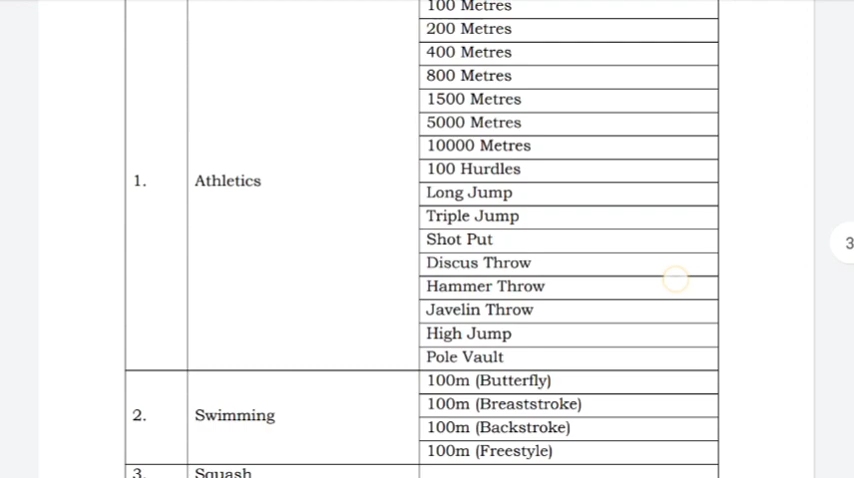 100 Metres
200 Metres
400 Metres
800 Metres
1500 Metres
5000 Metres
10000 Metres
100 Hurdles
1. Athletics
Long Jump
Triple Jump
Shot Put
Discus Throw
Hammer Throw
Javelin Throw
High Jump
Pole Vault
100m (Butterfly)
100m (Breaststroke)
2. Swimming
100m (Backstroke)
100m (Freestyle)
3. Squash
3